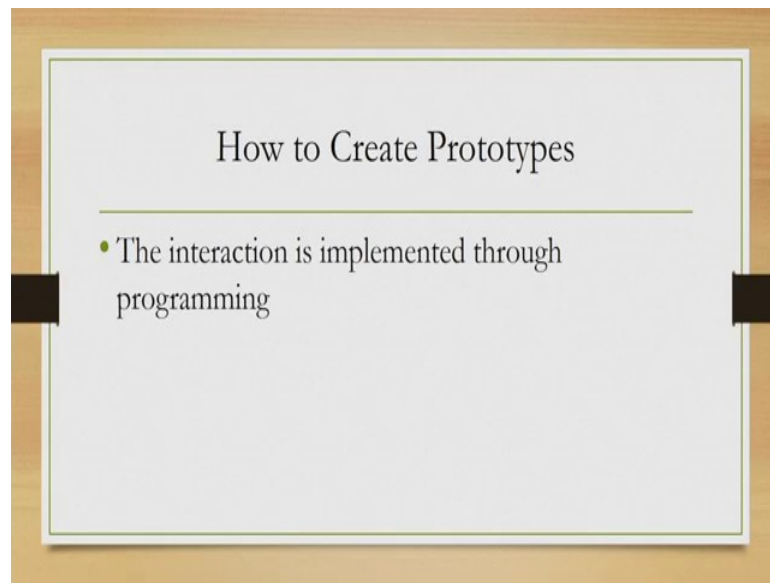 How to Create Prototypes
• The interaction is implemented through
programming